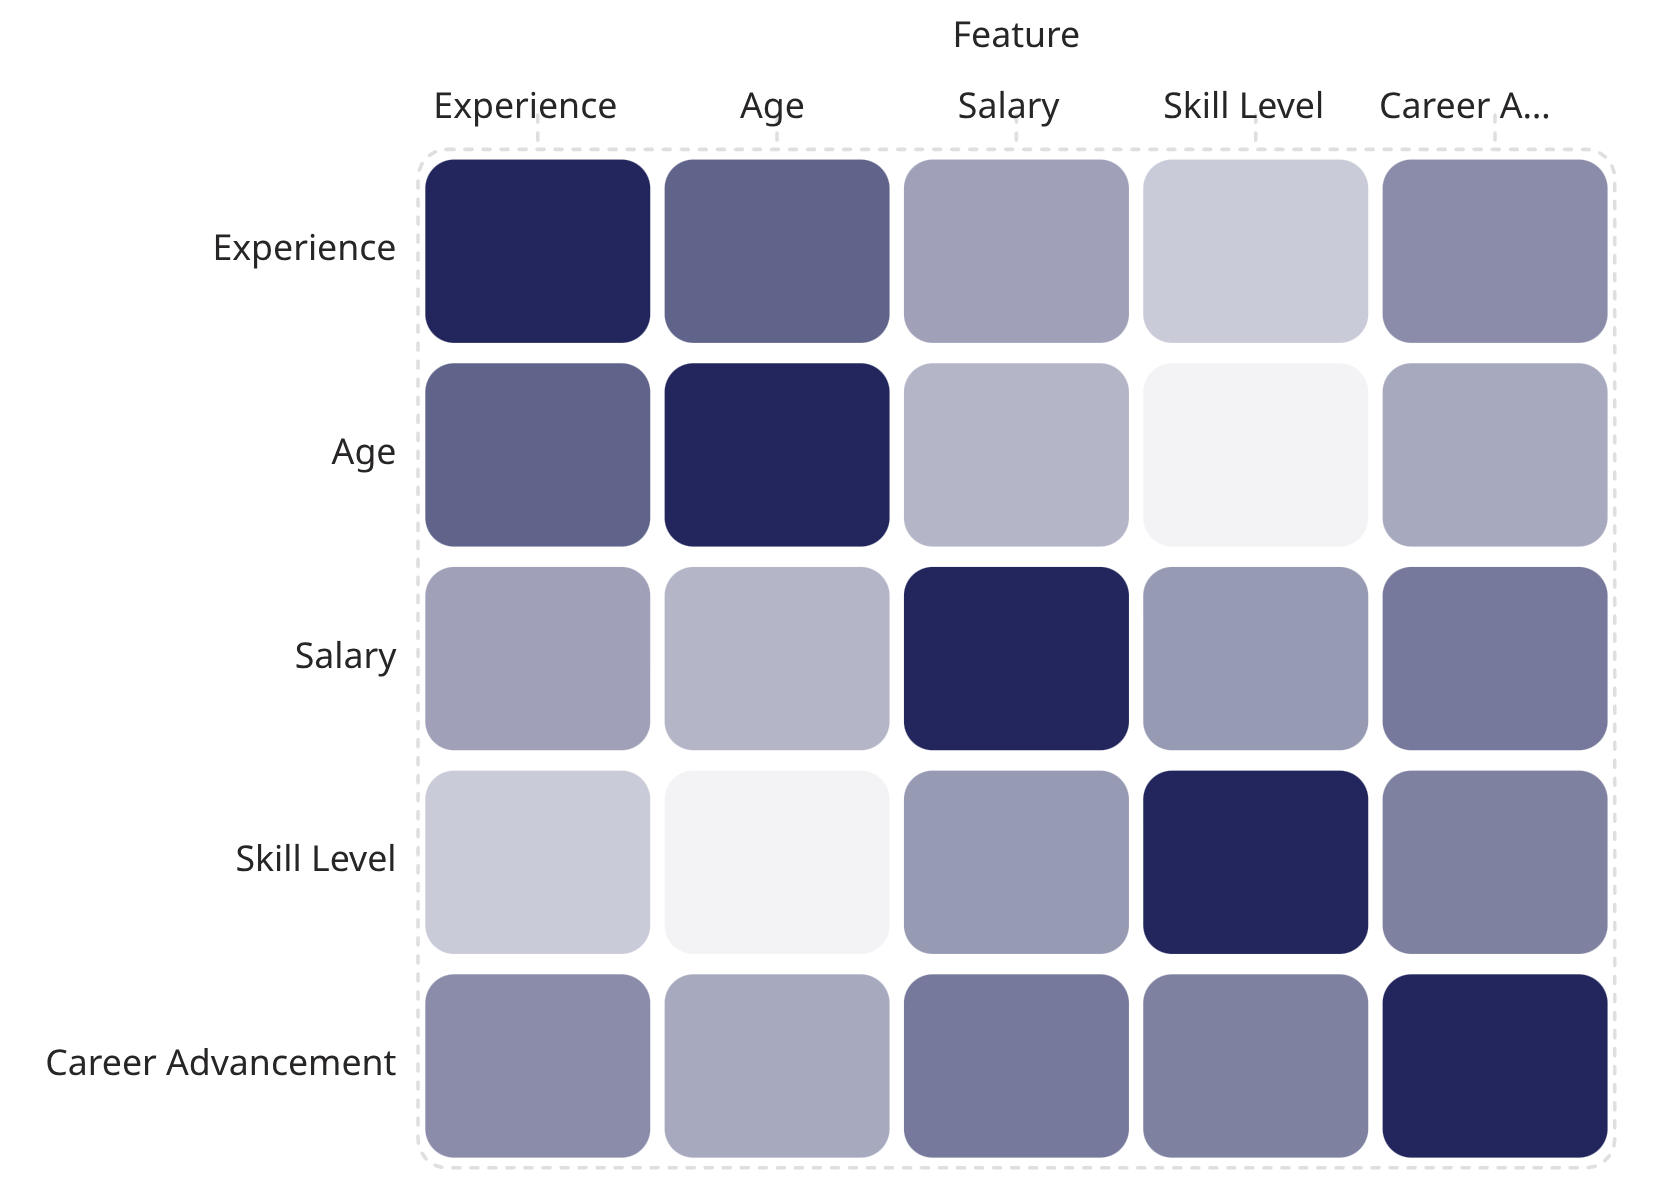 Feature
Experience Age Salary Skill Level Career A...
Experience
Age
Salary
Skill Level
Career Advancement